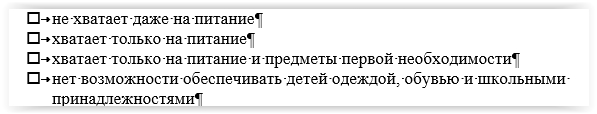 ☐→не·хватает·даже·на·питание¶
☐→хватает·только·на·питание¶
☐→хватает·только·на·питание·и·предметы·первой·необходимости¶
☐→нет·возможности·обеспечивать·детей·одеждой,·обувью·и·школьными·
принадлежностями¶